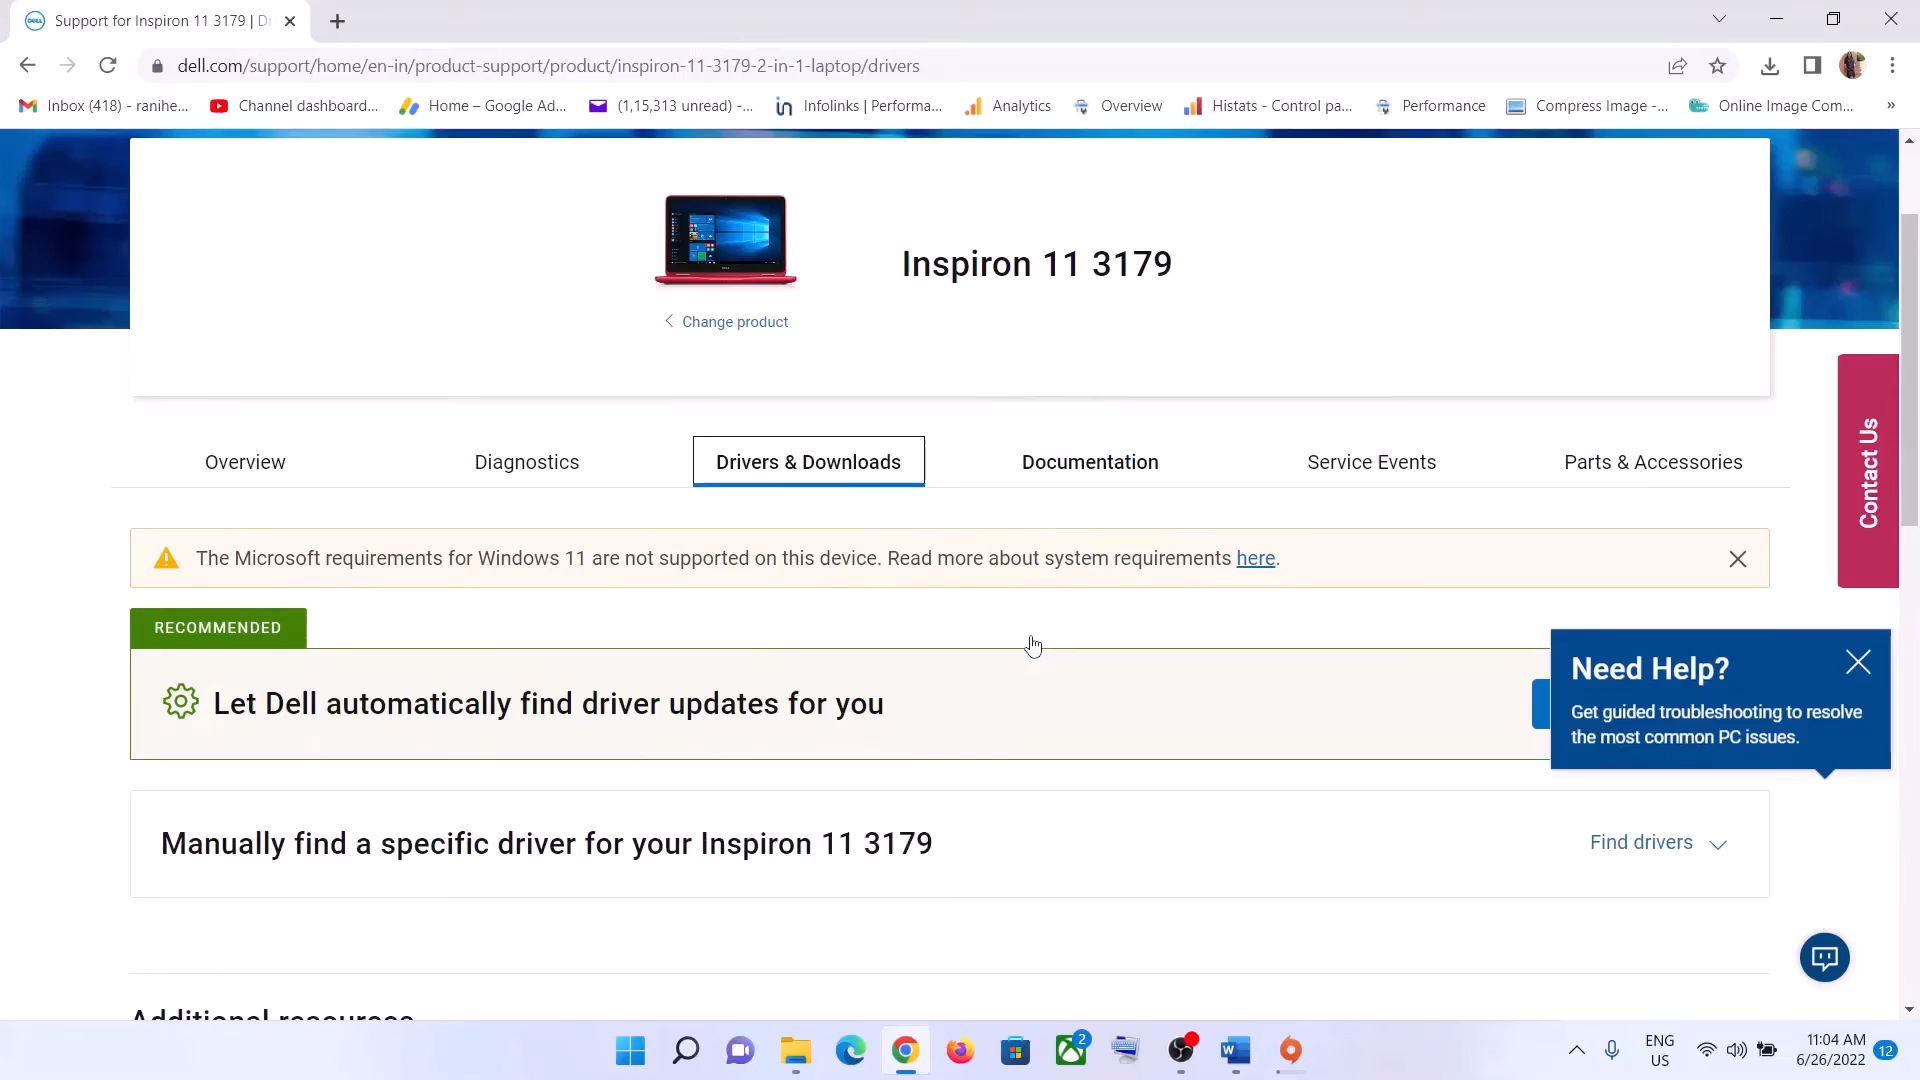 Support for Inspiron 11 3179 | Dr
dell.com/support/home/en-in/product-support/product/inspiron-11-3179-2-in-1-laptop/drivers
Inbox (418) - ranihe...
Channel dashboard...
Home – Google Ad...
(1,15,313 unread) -...
Infolinks | Performa...
Analytics
Overview
Histats - Control pa...
Performance
Compress Image -...
Online Image Com...
»
Inspiron 11 3179
Change product
Overview
Diagnostics
Drivers & Downloads
Documentation
Service Events
Parts & Accessories
Contact Us
The Microsoft requirements for Windows 11 are not supported on this device. Read more about system requirements here.
RECOMMENDED
Let Dell automatically find driver updates for you
Need Help?
Get guided troubleshooting to resolve
the most common PC issues.
Manually find a specific driver for your Inspiron 11 3179
Find drivers
Additional resources
2
ENG
US
11:04 AM
6/26/2022
12